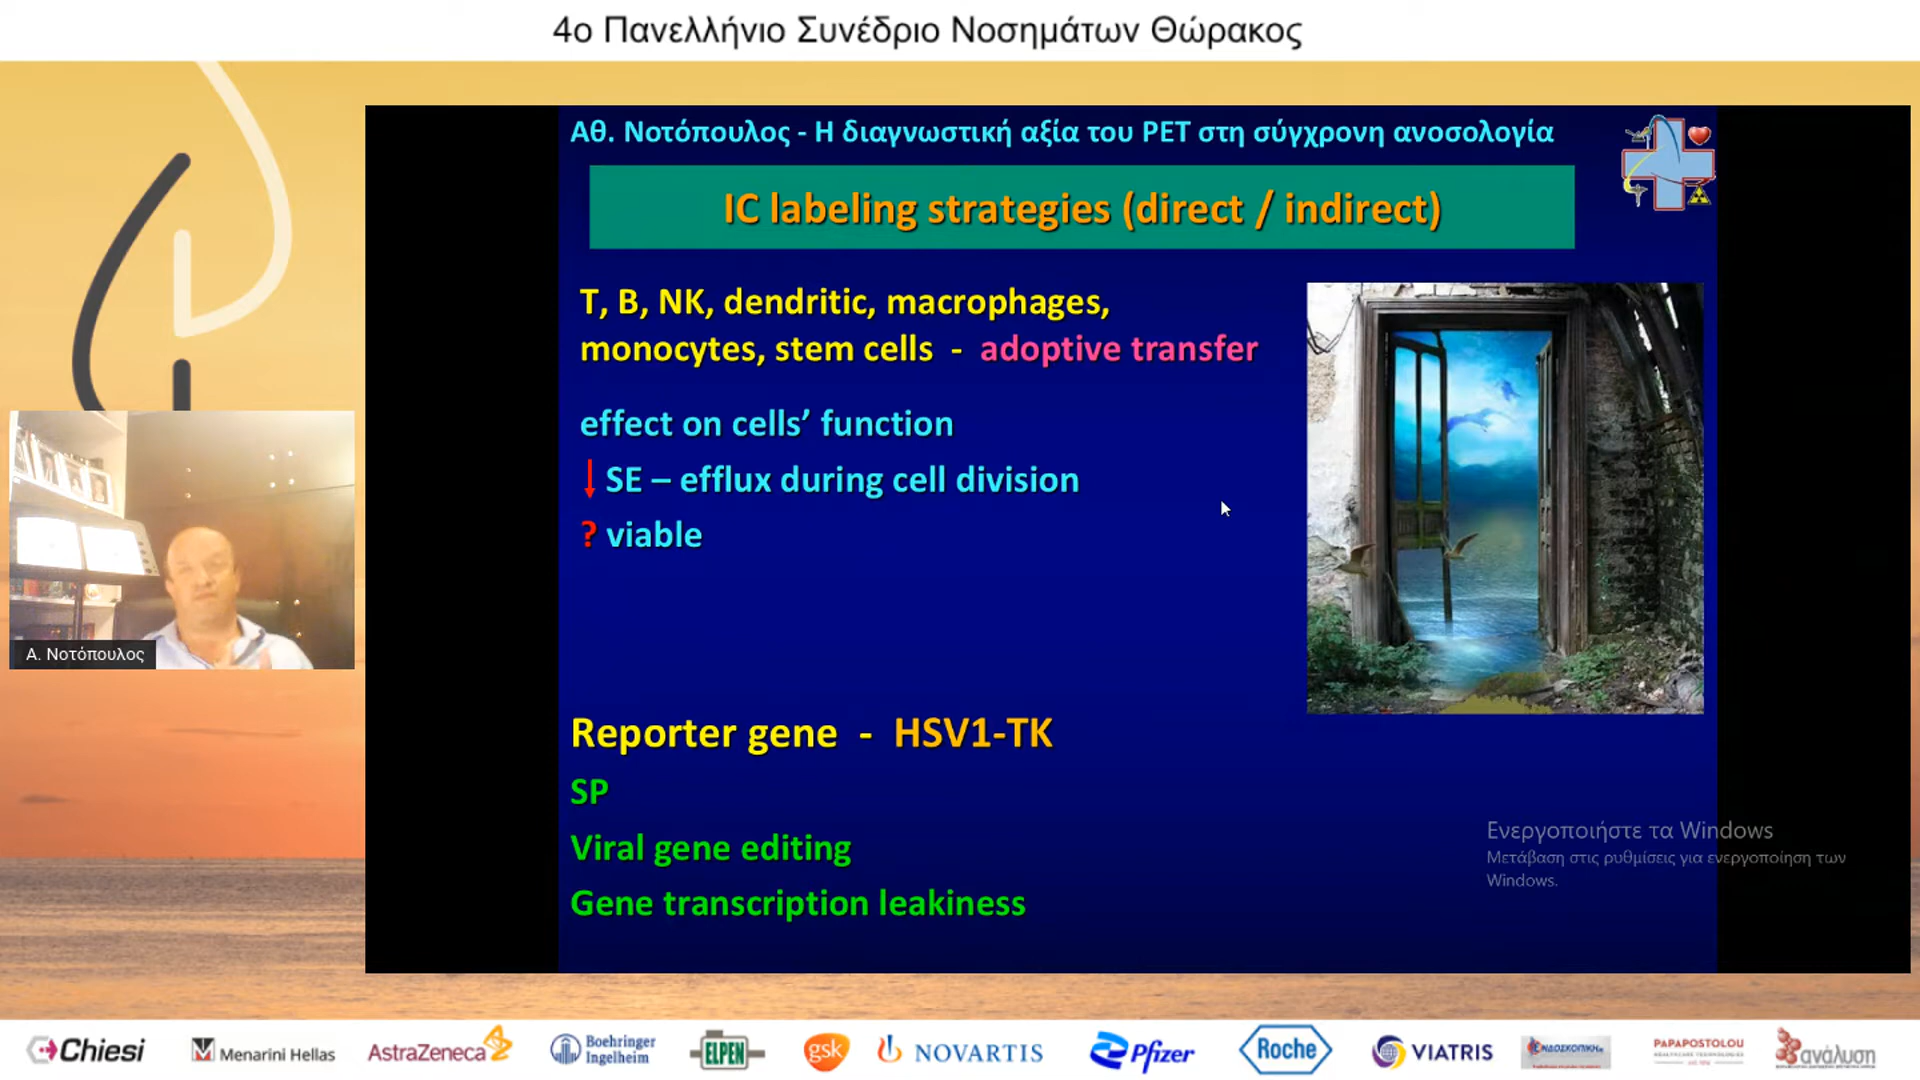 4ο Πανελλήνιο Συνέδριο Νοσημάτων Θώρακος
Αθ. Νοτόπουλος - Η διαγνωστική αξία του PET στη σύγχρονη ανοσολογία
IC labeling strategies (direct / indirect)
T, B, NK, dendritic, macrophages,
monocytes, stem cells - adoptive transfer
effect on cells’ function
↓ SE – efflux during cell division
? viable
Α. Νοτόπουλος
Reporter gene - HSV1-TK
SP
Viral gene editing
Gene transcription leakiness
Ενεργοποιήστε τα Windows
Μετάβαση στις ρυθμίσεις για ενεργοποίηση των
Windows.
Chiesi
Menarini Hellas
AstraZeneca
Boehringer
Ingelheim
ELPEN
gsk
NOVARTIS
Pfizer
Roche
VIATRIS
ΕΝΔΟΣΚΟΠΙΚΗ
PAPAPOSTOLOU
ανάλυση